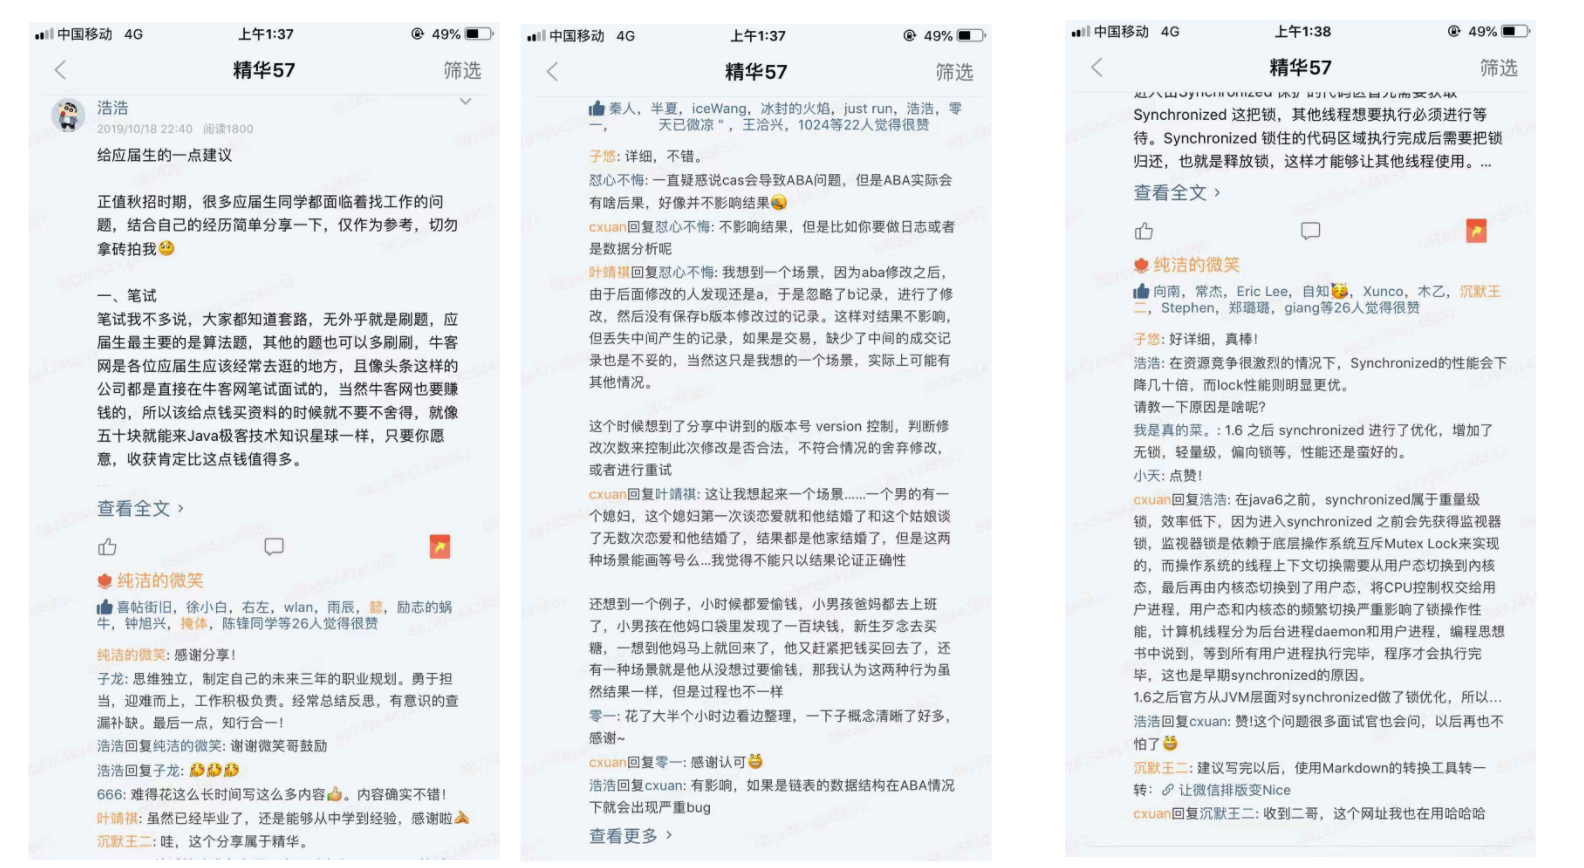 中国移动 4G 上午1:37 49%
精华57 筛选
浩浩
2019/10/18 22:40 阅读1800
给应届生的一点建议
正值秋招时期，很多应届生同学都面临着找工作的问
题，结合自己的经历简单分享一下，仅作为参考，切勿
拿砖拍我🥺
一、笔试
笔试我不多说，大家都知道套路，无外乎就是刷题，应
届生最主要的是算法题，其他的题也可以多刷刷，牛客
网是各位应届生应该经常去逛的地方，且像头条这样的
公司都是直接在牛客网笔试面试的，当然牛客网也要赚
钱的，所以该给点钱买资料的时候就不要不舍得，就像
五十块就能来Java极客技术知识星球一样，只要你愿
意，收获肯定比这点钱值得多。
...
查看全文
纯洁的微笑
喜帖街旧，徐小白，右左，wlan，雨辰，懿，励志的蜗
牛，钟旭兴，掩体，陈锋同学等26人觉得很赞
纯洁的微笑: 感谢分享！
子龙: 思维独立，制定自己的未来三年的职业规划。勇于担
当，迎难而上，工作积极负责。经常总结反思，有意识的查
漏补缺。最后一点，知行合一！
浩浩回复纯洁的微笑: 谢谢微笑哥鼓励
浩浩回复子龙:
666: 难得花这么长时间写这么多内容👍。内容确实不错！
叶靖祺: 虽然已经毕业了，还是能够从中学到经验，感谢啦
沉默王二: 哇，这个分享属于精华。
中国移动 4G 上午1:37 49%
精华57 筛选
秦人，半夏，iceWang，冰封的火焰，just run，浩浩，零
一， 天已微凉 "，王洽兴，1024等22人觉得很赞
子悠: 详细，不错。
怼心不悔: 一直疑惑说cas会导致ABA问题，但是ABA实际会
有啥后果，好像并不影响结果
cxuan回复怼心不悔: 不影响结果，但是比如你要做日志或者
是数据分析呢
叶靖祺回复怼心不悔: 我想到一个场景，因为aba修改之后，
由于后面修改的人发现还是a，于是忽略了b记录，进行了修
改，然后没有保存b版本修改过的记录。这样对结果不影响，
但丢失中间产生的记录，如果是交易，缺少了中间的成交记
录也是不妥的，当然这只是我想的一个场景，实际上可能有
其他情况。
这个时候想到了分享中讲到的版本号 version 控制，判断修
改次数来控制此次修改是否合法，不符合情况的舍弃修改，
或者进行重试
cxuan回复叶靖祺: 这让我想起来一个场景......一个男的有一
个媳妇，这个媳妇第一次谈恋爱就和他结婚了和这个姑娘谈
了无数次恋爱和他结婚了，结果都是他家结婚了，但是这两
种场景能画等号么...我觉得不能只以结果论证正确性
还想到一个例子，小时候都爱偷钱，小男孩爸妈都去上班
了，小男孩在他妈口袋里发现了一百块钱，新生歹念去买
糖，一想到他妈马上就回来了，他又赶紧把钱买回去了，还
有一种场景就是他从没想过要偷钱，那我认为这两种行为虽
然结果一样，但是过程也不一样
零一: 花了大半个小时边看边整理，一下子概念清晰了好多，
感谢~
cxuan回复零一: 感谢认可😁
浩浩回复cxuan: 有影响，如果是链表的数据结构在ABA情况
下就会出现严重bug
查看更多
中国移动 4G 上午1:38 49%
精华57 筛选
进入由Synchronized 保护的代码区首先需要获取
Synchronized 这把锁，其他线程想要执行必须进行等
待。Synchronized 锁住的代码区域执行完成后需要把锁
归还，也就是释放锁，这样才能够让其他线程使用。...
查看全文
纯洁的微笑
向南，常杰，Eric Lee，自知🥳，Xunco，木乙，沉默王
二，Stephen，郑璐璐，giang等26人觉得很赞
子悠: 好详细，真棒！
浩浩: 在资源竞争很激烈的情况下，Synchronized的性能会下
降几十倍，而lock性能则明显更优。
请教一下原因是啥呢?
我是真的菜。: 1.6 之后 synchronized 进行了优化，增加了
无锁，轻量级，偏向锁等，性能还是蛮好的。
小天: 点赞！
cxuan回复浩浩: 在java6之前，synchronized属于重量级
锁，效率低下，因为进入synchronized 之前会先获得监视器
锁，监视器锁是依赖于底层操作系统互斥Mutex Lock来实现
的，而操作系统的线程上下文切换需要从用户态切换到内核
态，最后再由内核态切换到了用户态，将CPU控制权交给用
户进程，用户态和内核态的频繁切换严重影响了锁操作性
能，计算机线程分为后台进程daemon和用户进程，编程思想
书中说到，等到所有用户进程执行完毕，程序才会执行完
毕，这也是早期synchronized的原因。
1.6之后官方从JVM层面对synchronized做了锁优化，所以...
浩浩回复cxuan: 赞!这个问题很多面试官也会问，以后再也不
怕了😁
沉默王二: 建议写完以后，使用Markdown的转换工具转一
转: 让微信排版变Nice
cxuan回复沉默王二: 收到二哥，这个网址我也在用哈哈哈